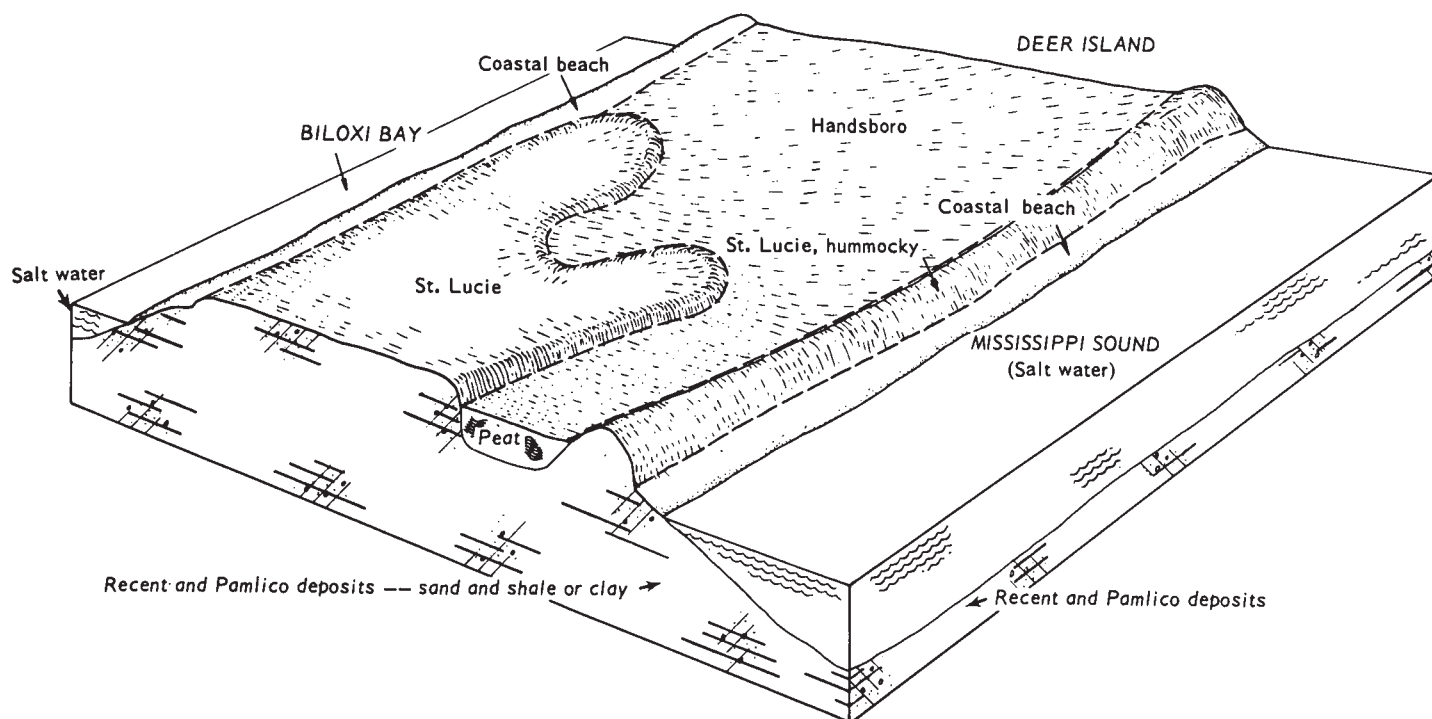 DEER ISLAND
Coastal beach
Handsboro
BILOXI BAY
Coastal beach
St. Lucie, hummocky
Salt water
St. Lucie
MISSISSIPPI SOUND
(Salt water)
Peat
Recent and Pamlico deposits -- sand and shale or clay
Recent and Pamlico deposits